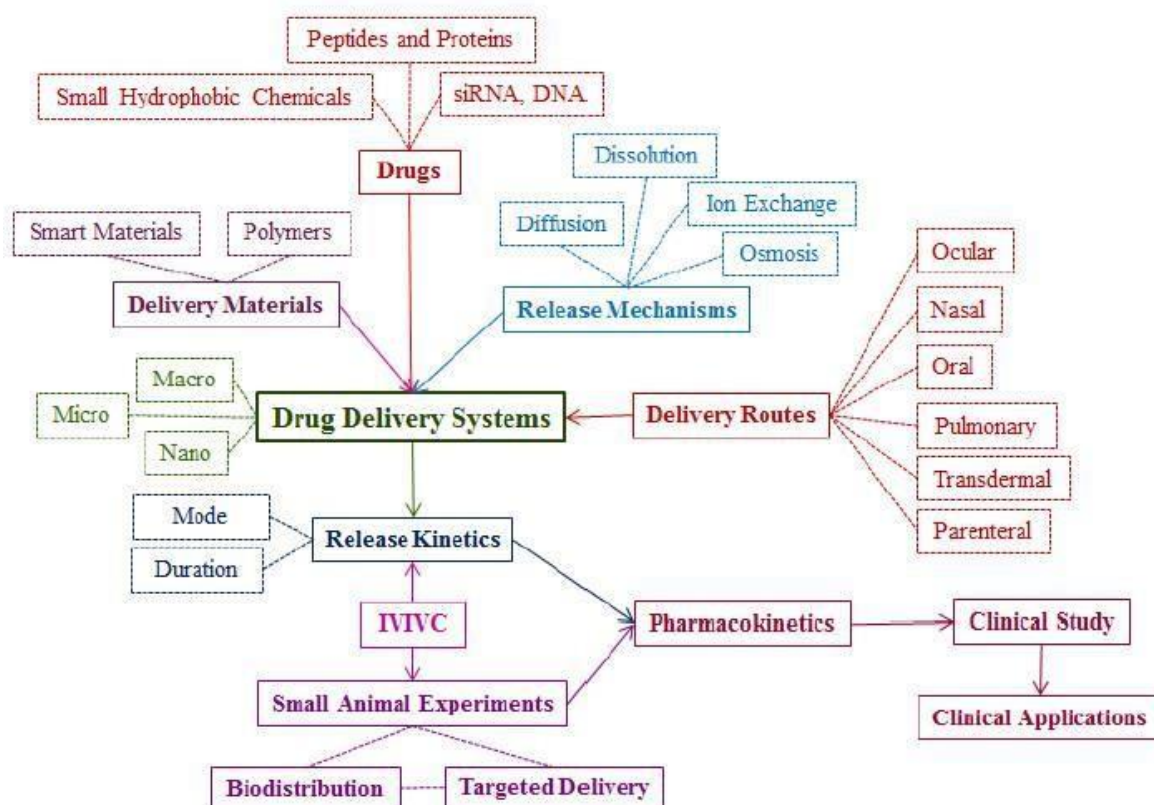 Peptides and Proteins
Small Hydrophobic Chemicals
siRNA, DNA
Drugs
Dissolution
Ion Exchange
Diffusion
Osmosis
Smart Materials
Polymers
Delivery Materials
Release Mechanisms
Ocular
Nasal
Oral
Pulmonary
Transdermal
Parenteral
Macro
Micro
Nano
Drug Delivery Systems
Delivery Routes
Mode
Duration
Release Kinetics
IVIVC
Pharmacokinetics
Clinical Study
Small Animal Experiments
Clinical Applications
Biodistribution
Targeted Delivery